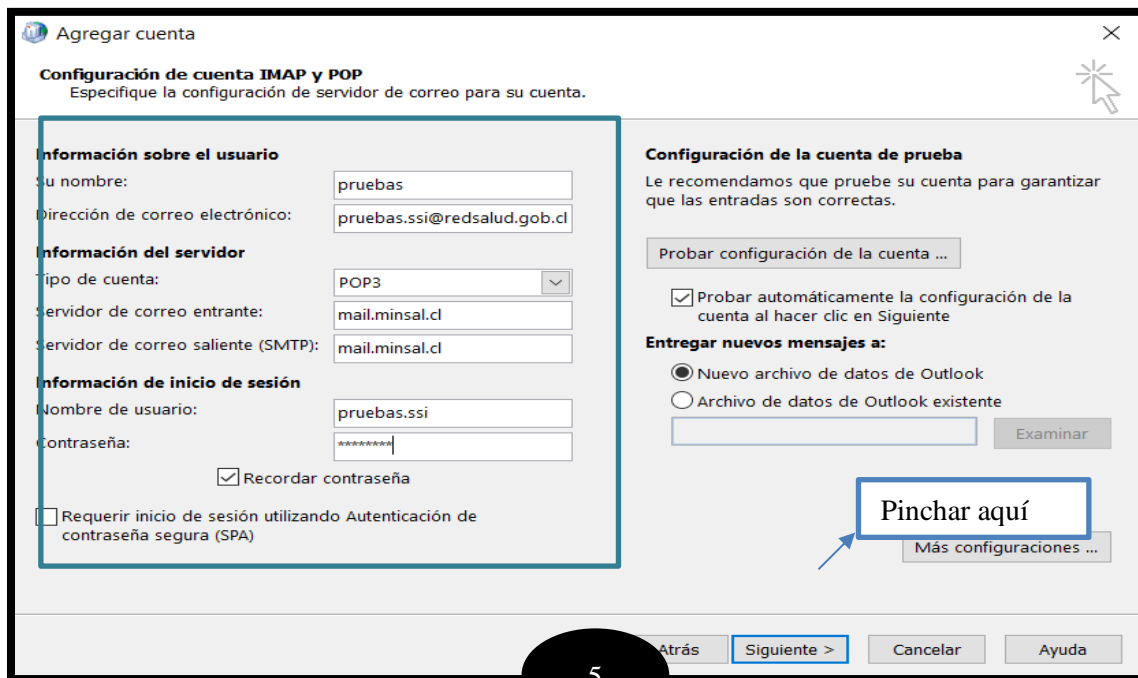 Agregar cuenta
Configuración de cuenta IMAP y POP
Especifique la configuración de servidor de correo para su cuenta.
Información sobre el usuario
Su nombre:
pruebas
Dirección de correo electrónico:
pruebas.ssi@redsalud.gob.cl
Información del servidor
Tipo de cuenta:
POP3
Servidor de correo entrante:
mail.minsal.cl
Servidor de correo saliente (SMTP):
mail.minsal.cl
Información de inicio de sesión
Nombre de usuario:
pruebas.ssi
Contraseña:
********
Recordar contraseña
Requerir inicio de sesión utilizando Autenticación de
contraseña segura (SPA)
Configuración de la cuenta de prueba
Le recomendamos que pruebe su cuenta para garantizar
que las entradas son correctas.
Probar configuración de la cuenta ...
Probar automáticamente la configuración de la
cuenta al hacer clic en Siguiente
Entregar nuevos mensajes a:
Nuevo archivo de datos de Outlook
Archivo de datos de Outlook existente
Examinar
Pinchar aquí
Más configuraciones ...
Atrás
Siguiente >
Cancelar
Ayuda
5